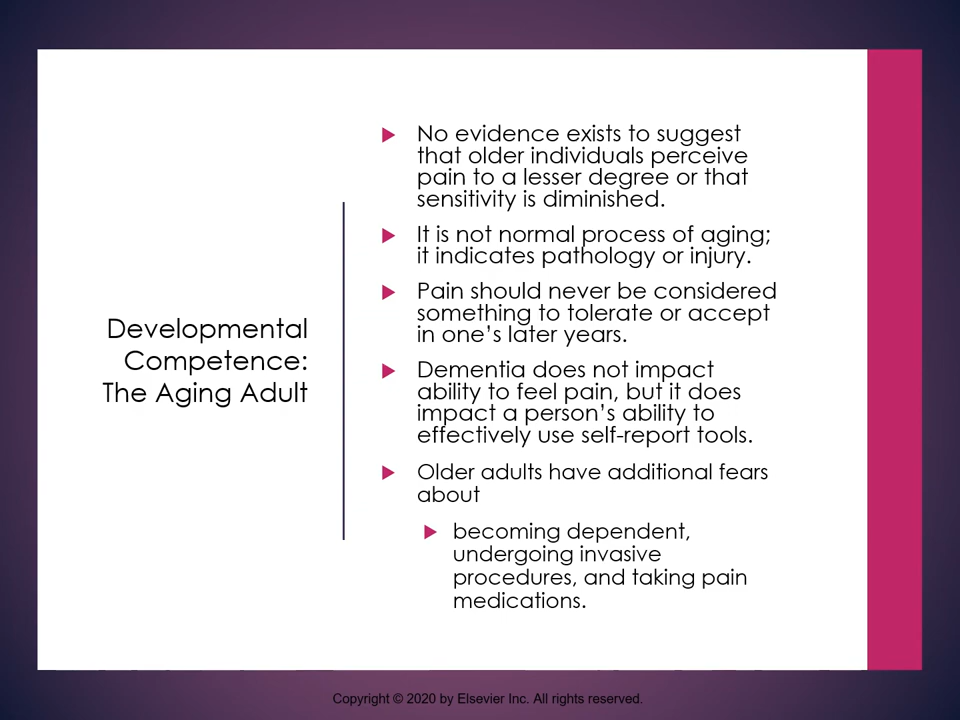 Developmental
Competence:
The Aging Adult
No evidence exists to suggest
that older individuals perceive
pain to a lesser degree or that
sensitivity is diminished.
It is not normal process of aging;
it indicates pathology or injury.
Pain should never be considered
something to tolerate or accept
in one’s later years.
Dementia does not impact
ability to feel pain, but it does
impact a person’s ability to
effectively use self-report tools.
Older adults have additional fears
about
becoming dependent,
undergoing invasive
procedures, and taking pain
medications.
Copyright © 2020 by Elsevier Inc. All rights reserved.